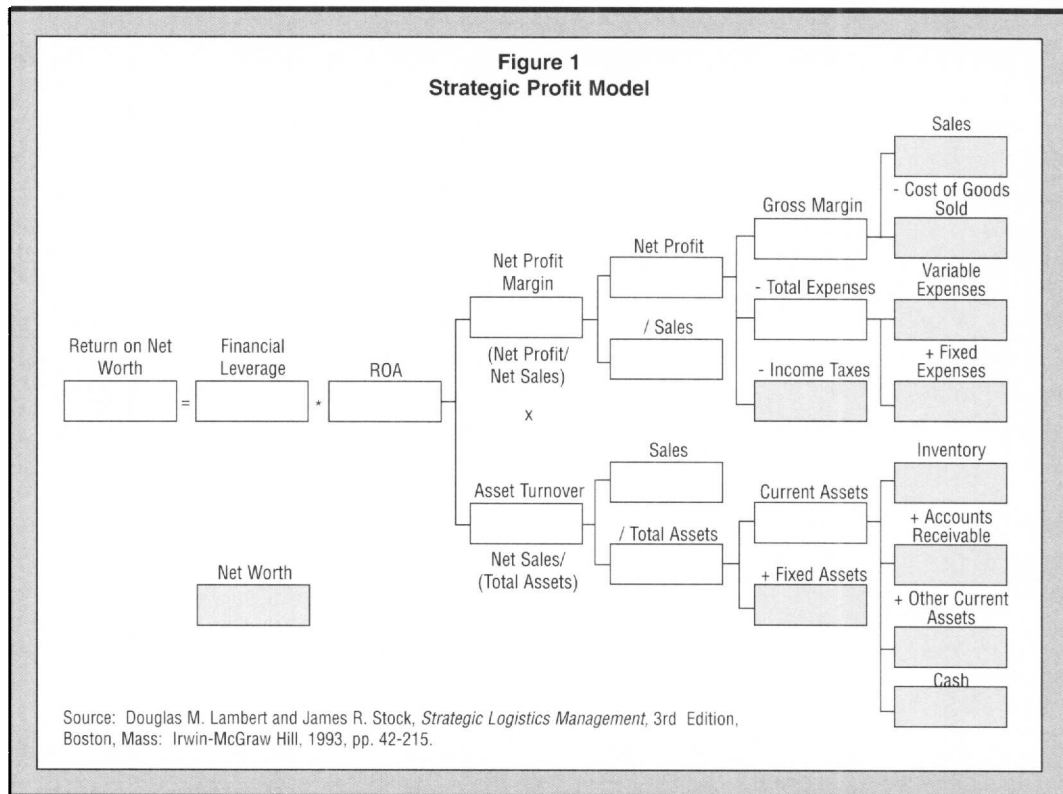 Figure 1
Strategic Profit Model
Sales
- Cost of Goods
Sold
Gross Margin
Net Profit
Net Profit
Margin
Variable
Expenses
- Total Expenses
/ Sales
Return on Net
Worth
Financial
Leverage
ROA
(Net Profit/
Net Sales)
+ Fixed
Expenses
- Income Taxes
=
*
X
Sales
Inventory
Asset Turnover
Current Assets
+ Accounts
Receivable
/ Total Assets
Net Sales/
(Total Assets)
Net Worth
+ Fixed Assets
+ Other Current
Assets
Cash
Source: Douglas M. Lambert and James R. Stock, Strategic Logistics Management, 3rd Edition,
Boston, Mass: Irwin-McGraw Hill, 1993, pp. 42-215.